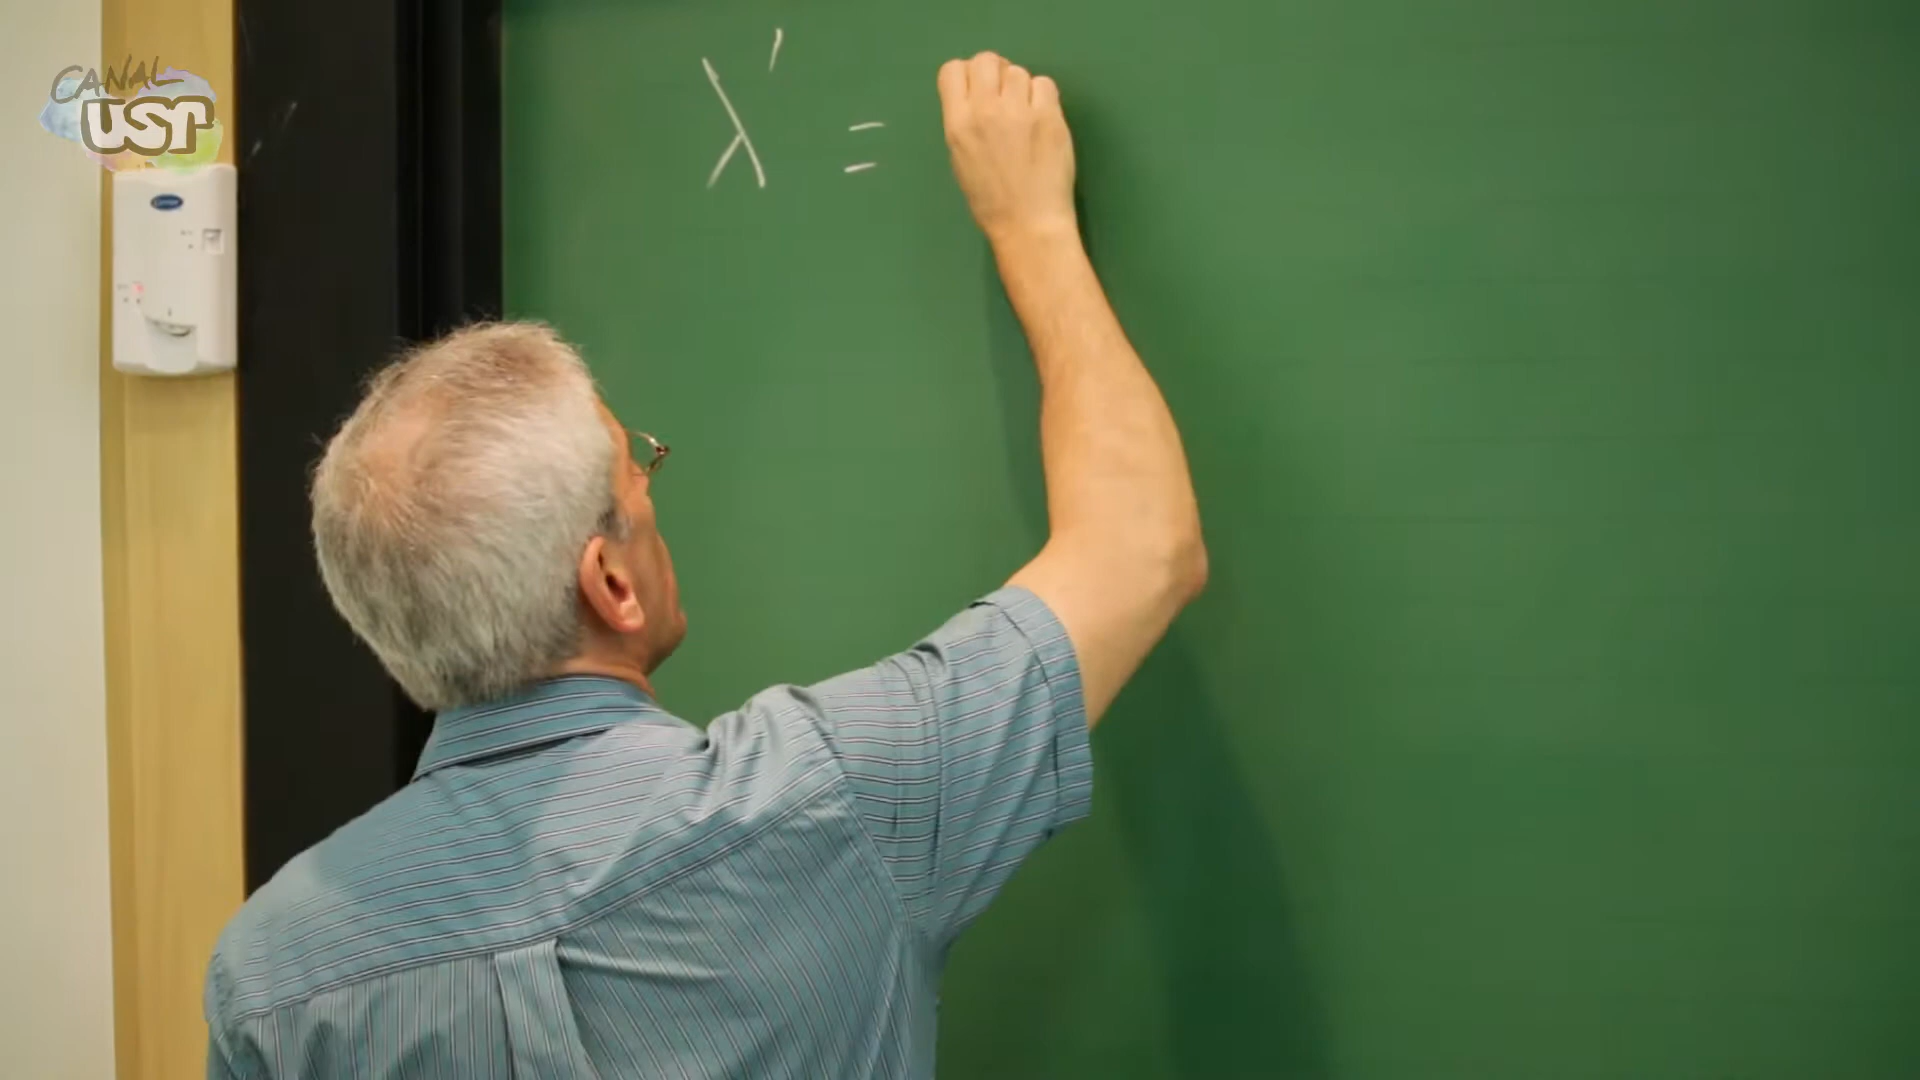 CANAL
USP
λ' =